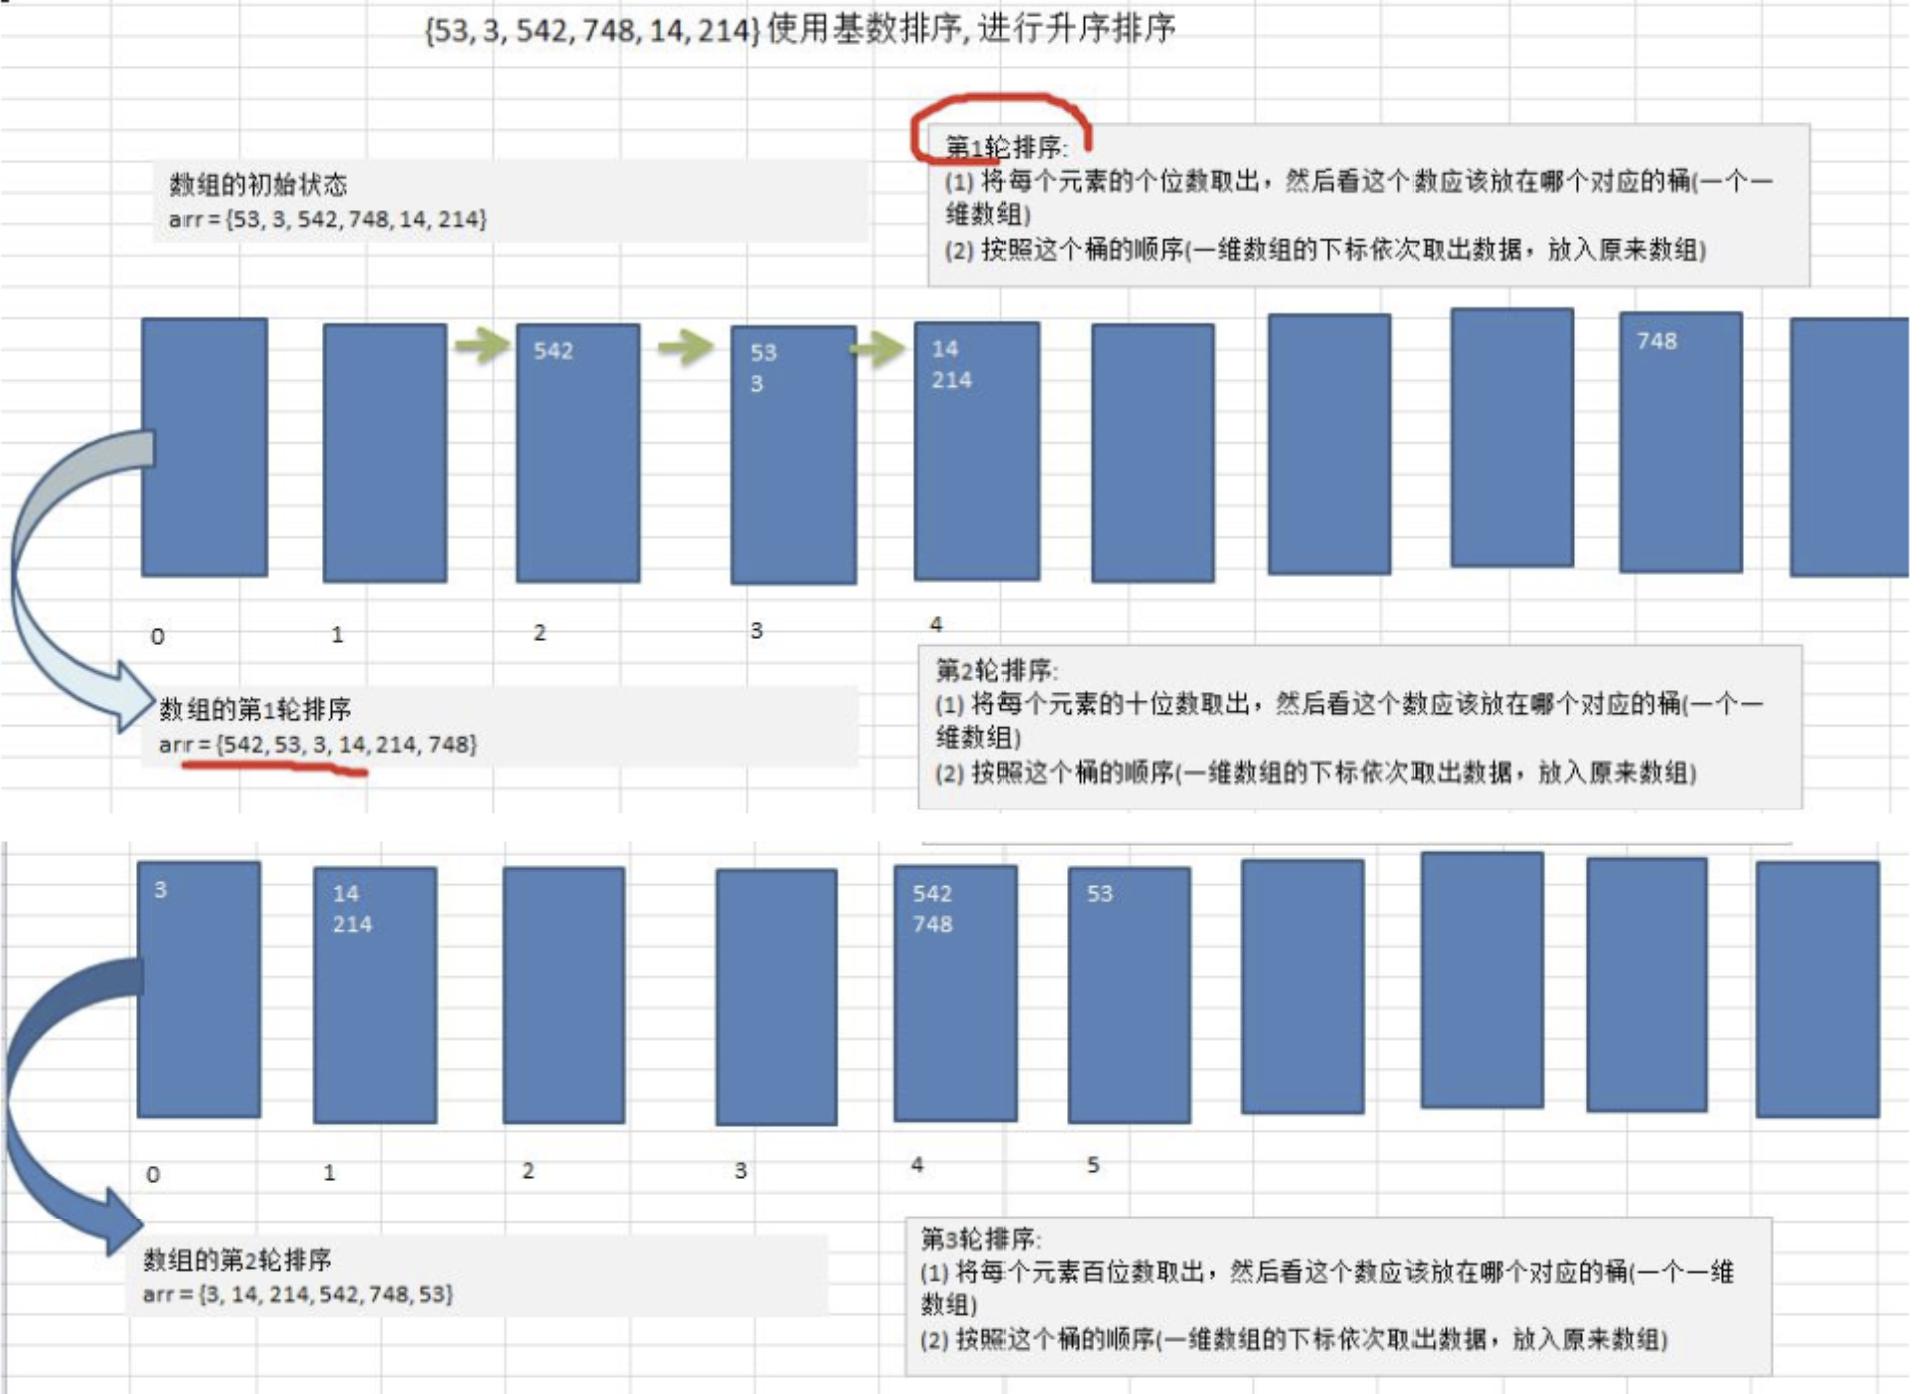 {53, 3, 542, 748, 14, 214} 使用基数排序, 进行升序排序
数组的初始状态
arr = {53, 3, 542, 748, 14, 214}
第1轮排序:
(1) 将每个元素的个位数取出，然后看这个数应该放在哪个对应的桶(一个一
维数组)
(2) 按照这个桶的顺序(一维数组的下标依次取出数据，放入原来数组)
542
53
3
14
214
748
0
1
2
3
4
数组的第1轮排序
arr = {542, 53, 3, 14, 214, 748}
第2轮排序:
(1) 将每个元素的十位数取出，然后看这个数应该放在哪个对应的桶(一个一
维数组)
(2) 按照这个桶的顺序(一维数组的下标依次取出数据，放入原来数组)
3
14
214
542
748
53
0
1
2
3
4
5
数组的第2轮排序
arr = {3, 14, 214, 542, 748, 53}
第3轮排序:
(1) 将每个元素百位数取出，然后看这个数应该放在哪个对应的桶(一个一维
数组)
(2) 按照这个桶的顺序(一维数组的下标依次取出数据，放入原来数组)